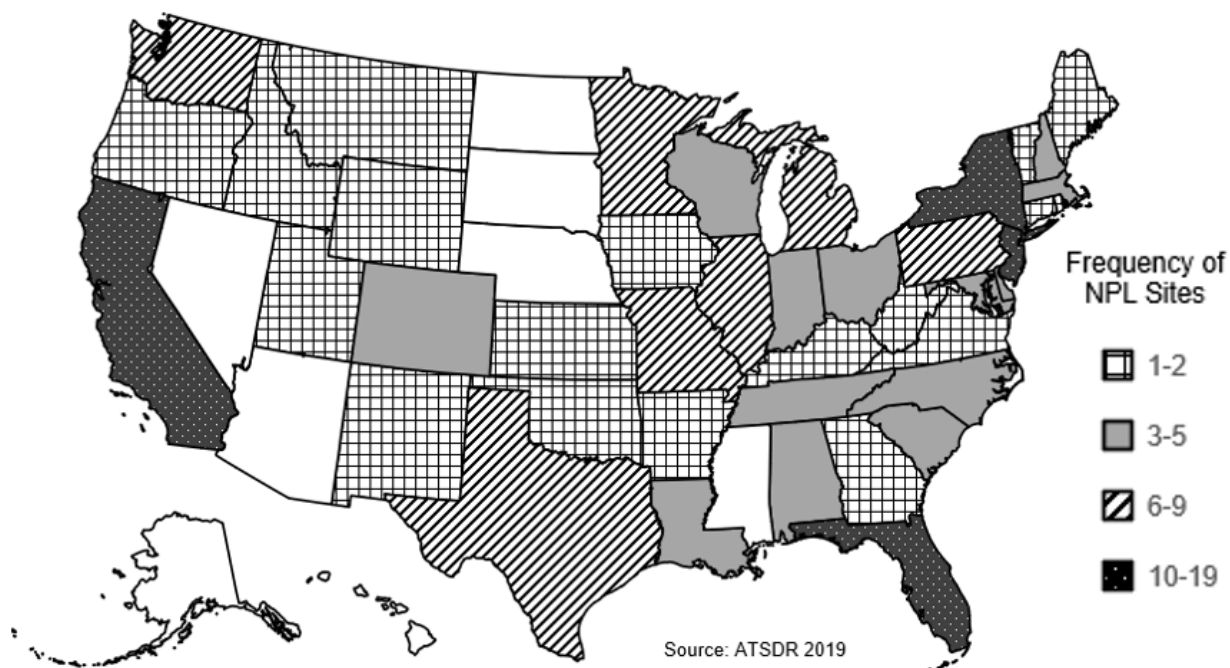 Frequency of
NPL Sites
1-2
3-5
6-9
10-19
Source: ATSDR 2019